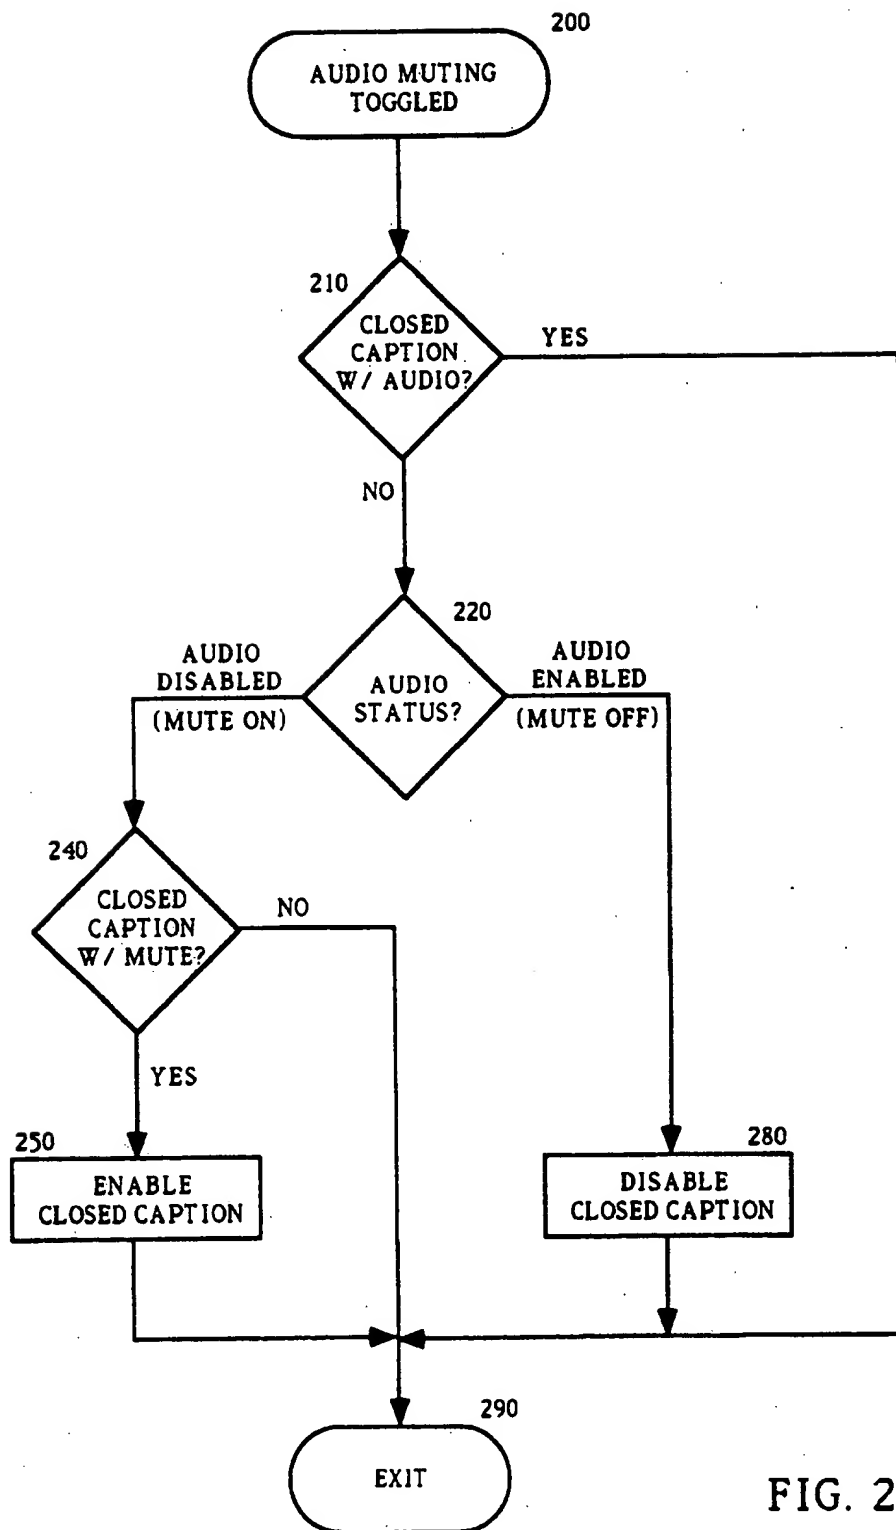 200
AUDIO MUTING
TOGGLED
210
CLOSED
CAPTION
W/ AUDIO?
YES
NO
220
AUDIO
STATUS?
AUDIO
DISABLED
(MUTE ON)
AUDIO
ENABLED
(MUTE OFF)
240
CLOSED
CAPTION
W/ MUTE?
NO
YES
250
ENABLE
CLOSED CAPTION
280
DISABLE
CLOSED CAPTION
290
EXIT
FIG. 2